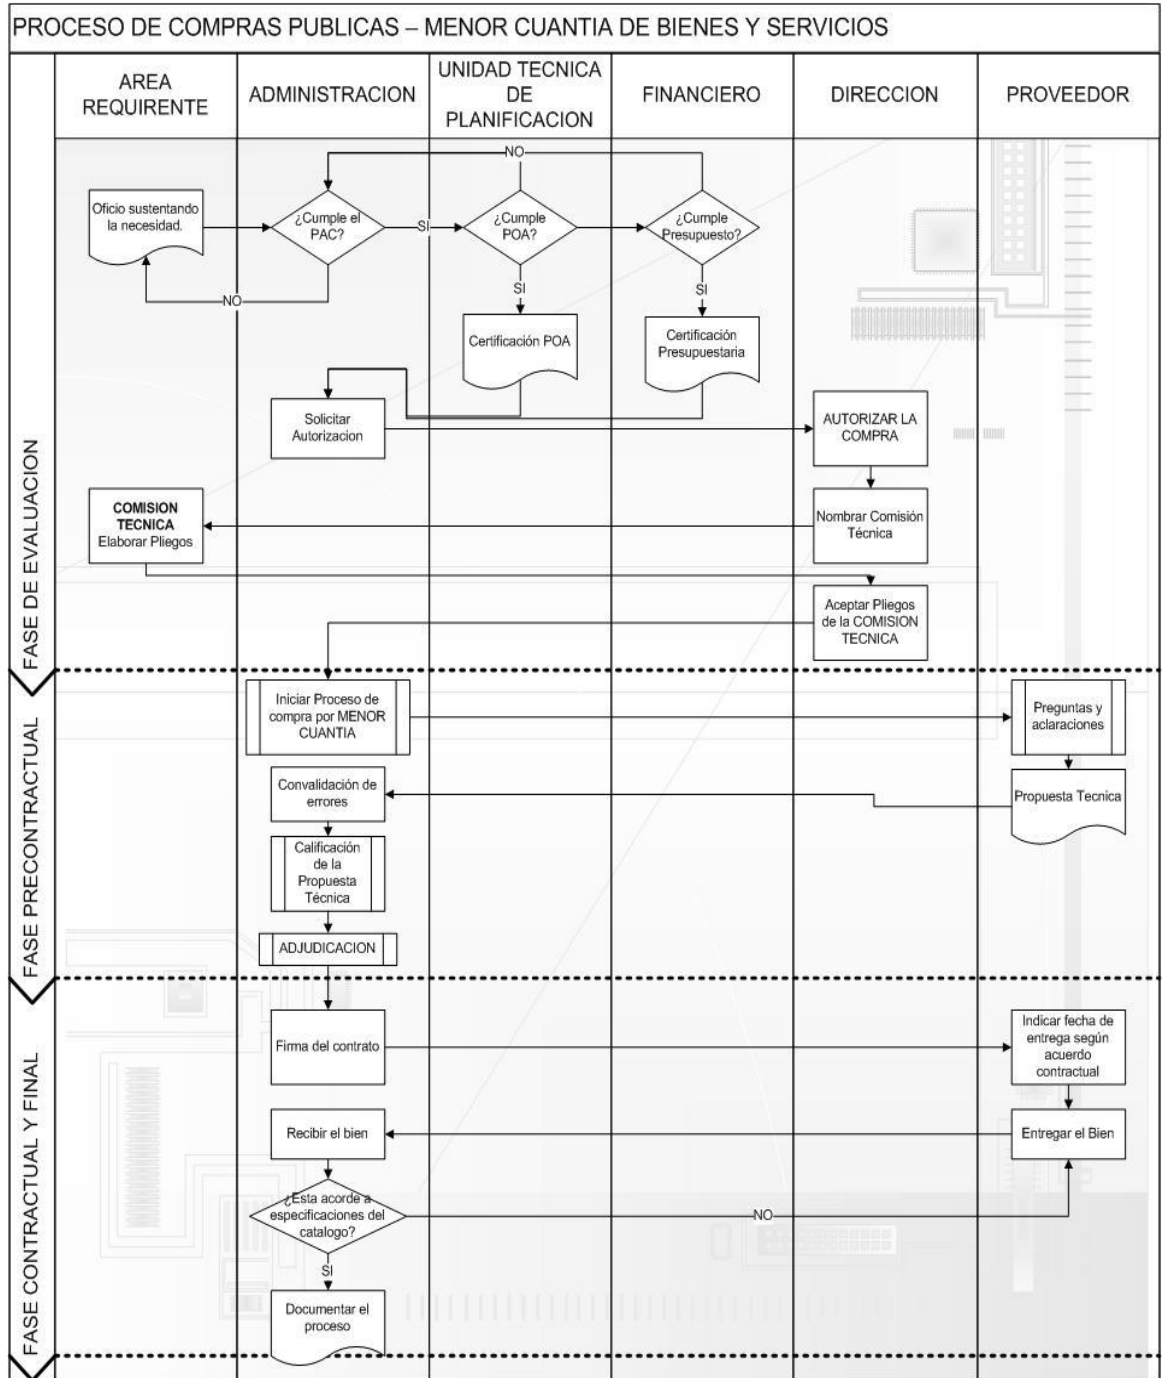 PROCESO DE COMPRAS PUBLICAS – MENOR CUANTIA DE BIENES Y SERVICIOS
AREA
REQUIRENTE
ADMINISTRACION
UNIDAD TECNICA
DE
PLANIFICACION
FINANCIERO
DIRECCION
PROVEEDOR
FASE DE EVALUACION
NO
Oficio sustentando
la necesidad.
¿Cumple el
PAC?
SI
¿Cumple
POA?
¿Cumple
Presupuesto?
NO
SI
SI
Certificación POA
Certificación
Presupuestaria
Solicitar
Autorizacion
AUTORIZAR LA
COMPRA
COMISION
TECNICA
Elaborar Pliegos
Nombrar Comisión
Técnica
Aceptar Pliegos
de la COMISION
TECNICA
FASE PRECONTRACTUAL
Iniciar Proceso de
compra por MENOR
CUANTIA
Preguntas y
aclaraciones
Convalidación de
errores
Propuesta Tecnica
Calificación
de la
Propuesta
Técnica
ADJUDICACION
FASE CONTRACTUAL Y FINAL
Firma del contrato
Indicar fecha de
entrega según
acuerdo
contractual
Recibir el bien
Entregar el Bien
¿Esta acorde a
especificaciones del
catalogo?
NO
SI
Documentar el
proceso